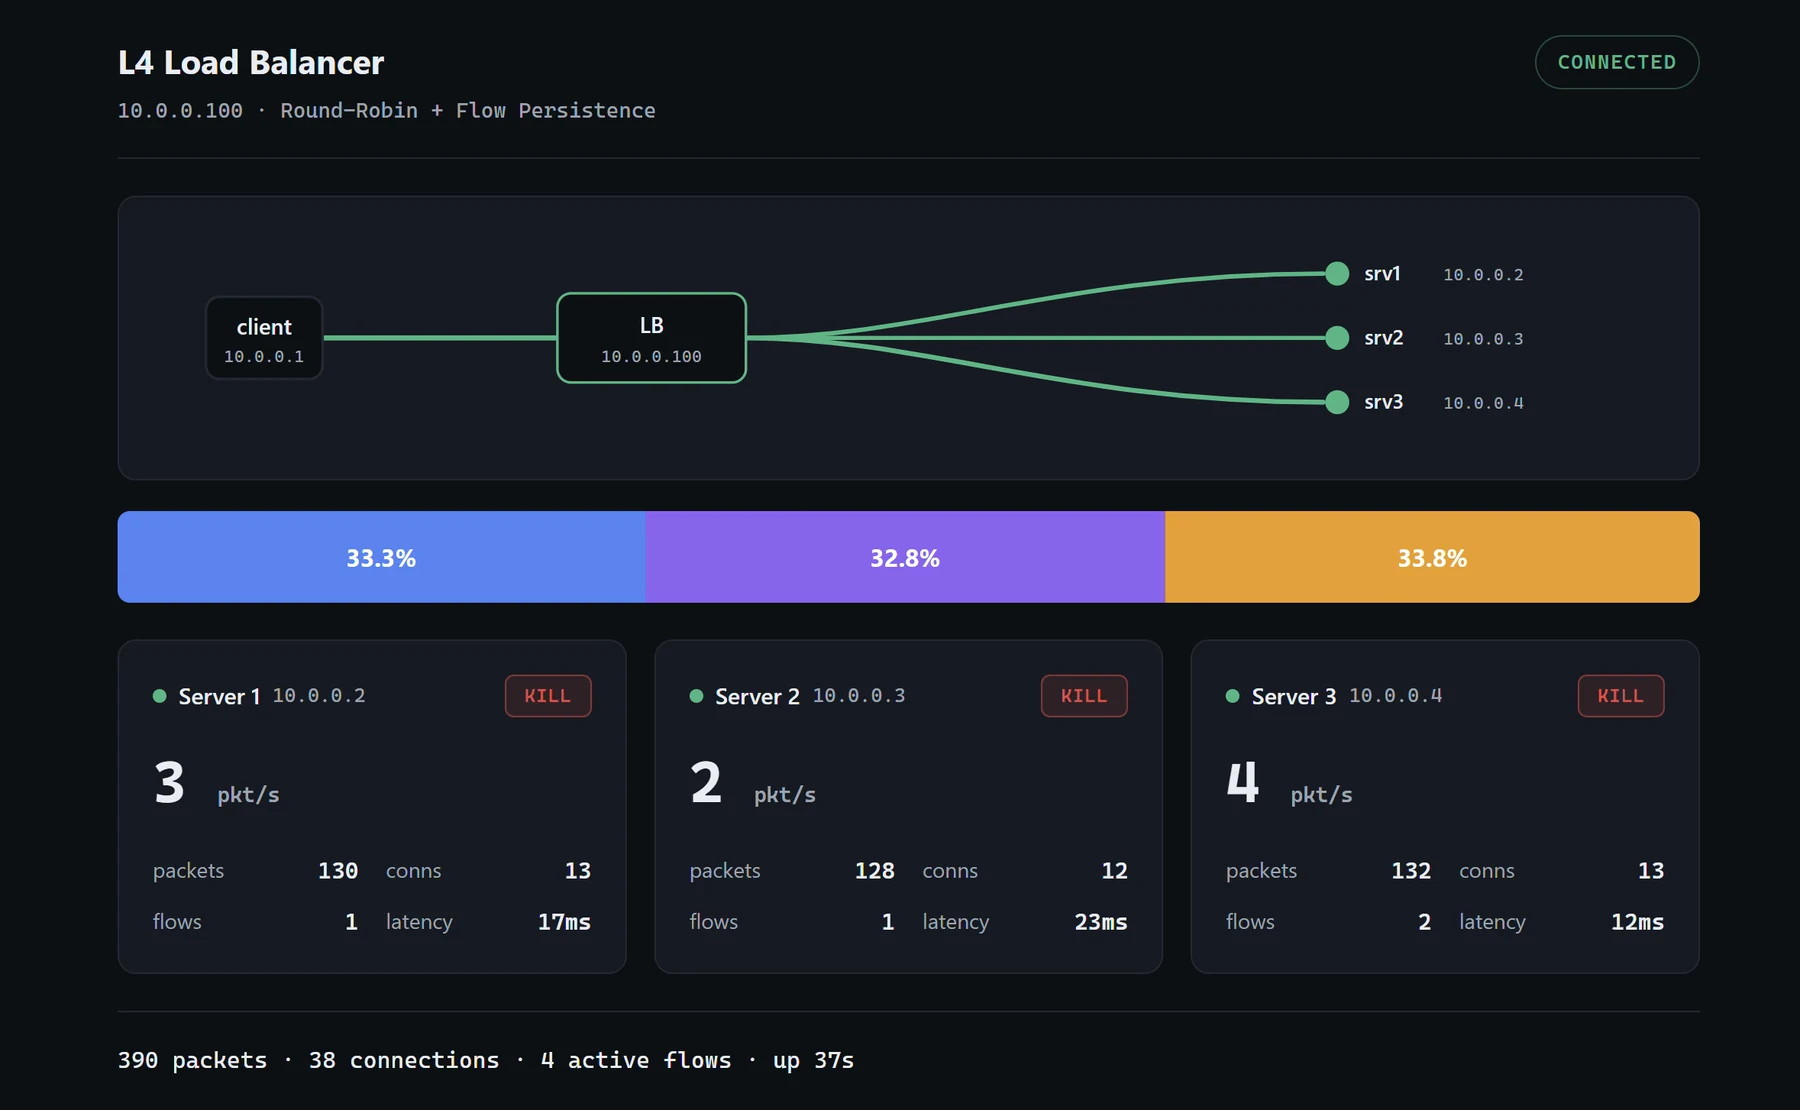 L4 Load Balancer
CONNECTED
10.0.0.100 · Round-Robin + Flow Persistence
client
10.0.0.1
LB
10.0.0.100
srv1 10.0.0.2
srv2 10.0.0.3
srv3 10.0.0.4
33.3% 32.8% 33.8%
Server 1 10.0.0.2 KILL
3 pkt/s
packets 130 conns 13
flows 1 latency 17ms
Server 2 10.0.0.3 KILL
2 pkt/s
packets 128 conns 12
flows 1 latency 23ms
Server 3 10.0.0.4 KILL
4 pkt/s
packets 132 conns 13
flows 2 latency 12ms
390 packets · 38 connections · 4 active flows · up 37s